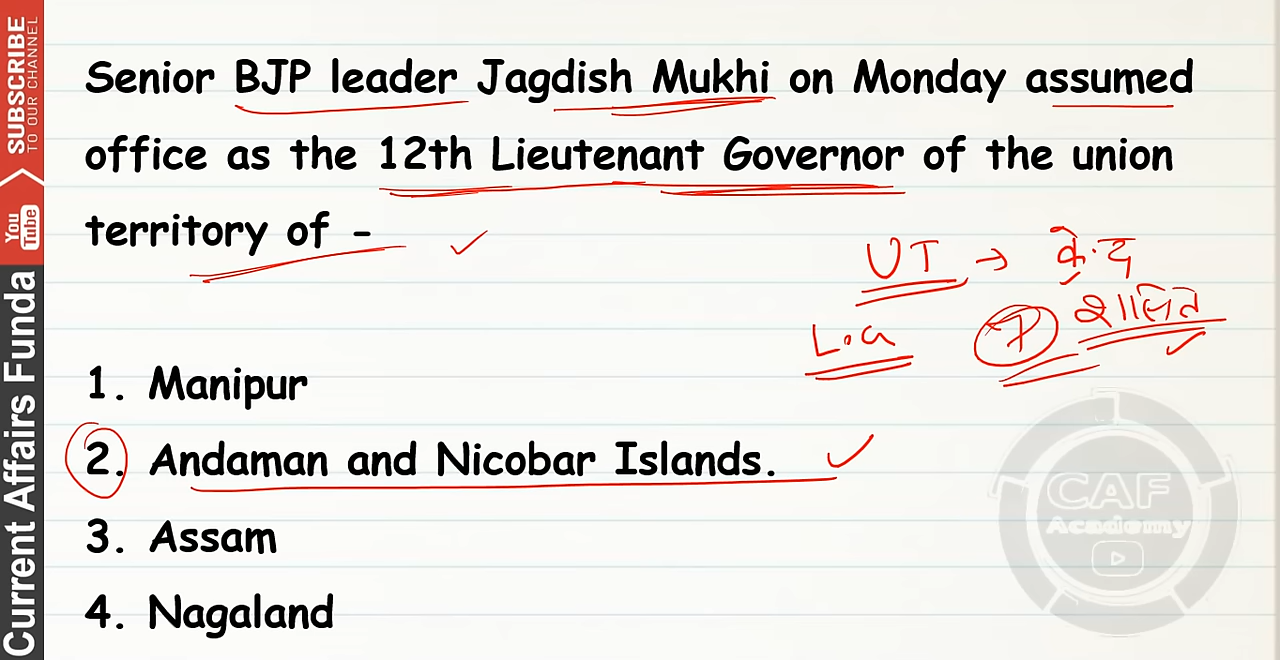 Senior BJP leader Jagdish Mukhi on Monday assumed
office as the 12th Lieutenant Governor of the union
territory of -
UT → के.द्र
शासित
L.G
7
1. Manipur
2. Andaman and Nicobar Islands.
3. Assam
4. Nagaland
SUBSCRIBE
TO OUR CHANNEL
You
Tube
Current Affairs Funda
CAF
Academy